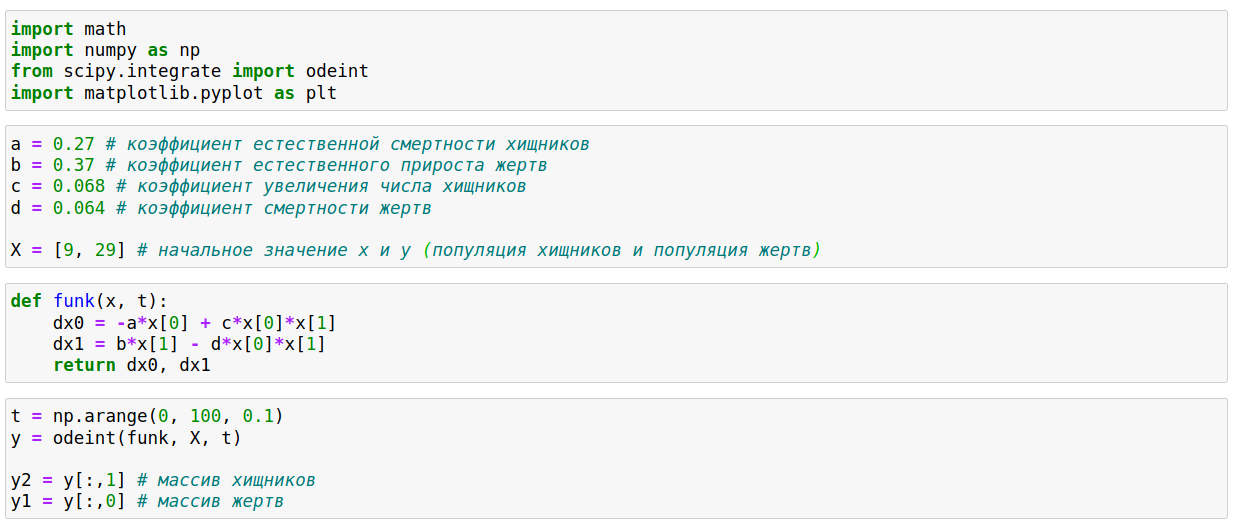 import math
import numpy as np
from scipy.integrate import odeint
import matplotlib.pyplot as plt
a = 0.27 # коэффициент естественной смертности хищников
b = 0.37 # коэффициент естественного прироста жертв
c = 0.068 # коэффициент увеличения числа хищников
d = 0.064 # коэффициент смертности жертв
X = [9, 29] # начальное значение x и y (популяция хищников и популяция жертв)
def funk(x, t):
    dx0 = -a*x[0] + c*x[0]*x[1]
    dx1 = b*x[1] - d*x[0]*x[1]
    return dx0, dx1
t = np.arange(0, 100, 0.1)
y = odeint(funk, X, t)
y2 = y[:,1] # массив хищников
y1 = y[:,0] # массив жертв